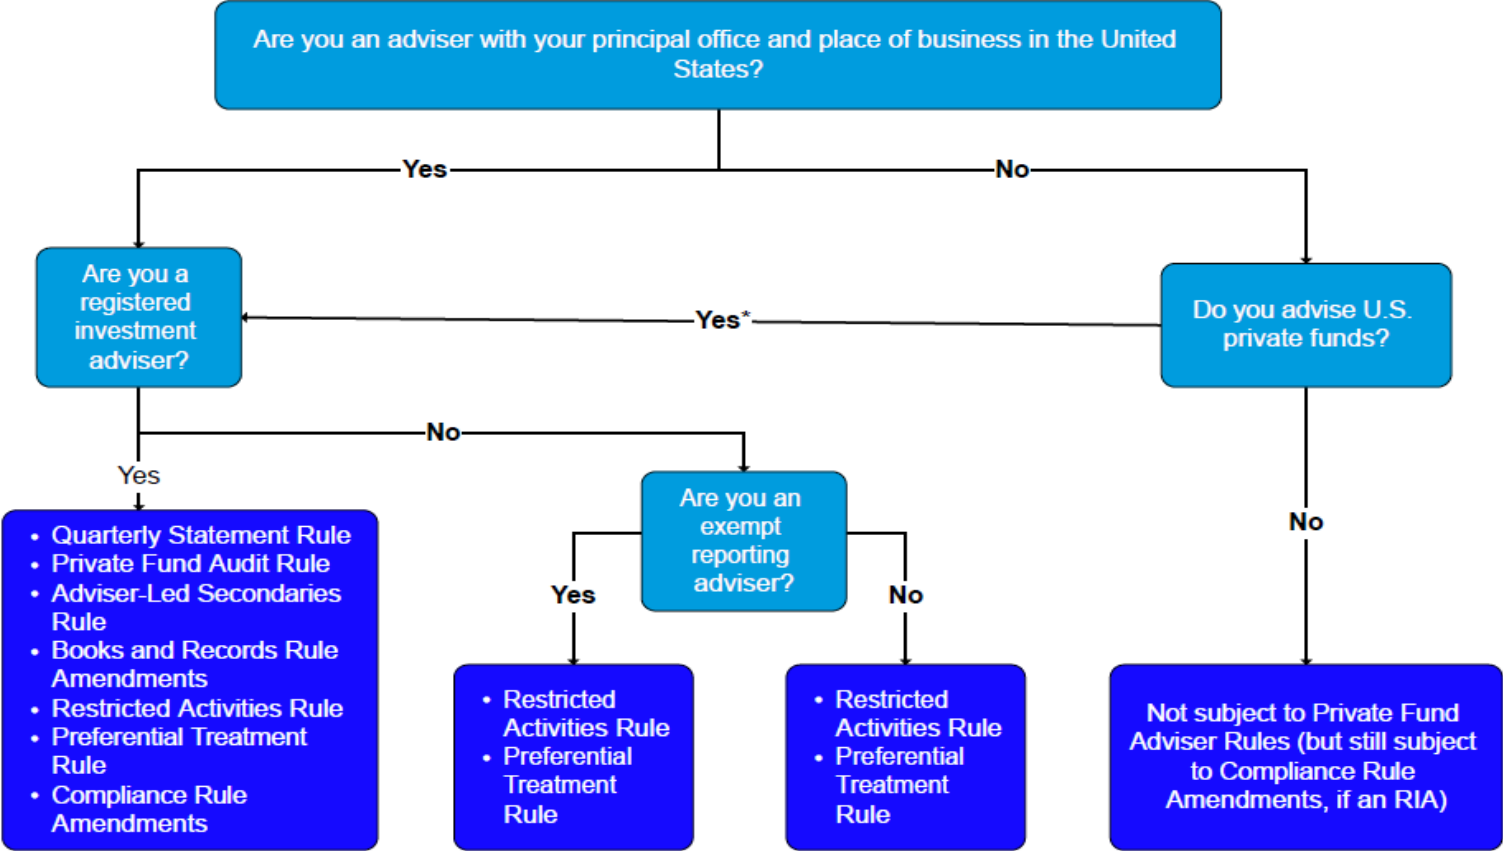 Are you an adviser with your principal office and place of business in the United
States?
Yes
No
Are you a
registered
investment
adviser?
Yes*
Do you advise U.S.
private funds?
No
Yes
Are you an
exempt
reporting
adviser?
No
Yes
No
• Quarterly Statement Rule
• Private Fund Audit Rule
• Adviser-Led Secondaries
Rule
• Books and Records Rule
Amendments
• Restricted Activities Rule
• Preferential Treatment
Rule
• Compliance Rule
Amendments
• Restricted
Activities Rule
• Preferential
Treatment
Rule
• Restricted
Activities Rule
• Preferential
Treatment
Rule
Not subject to Private Fund
Adviser Rules (but still subject
to Compliance Rule
Amendments, if an RIA)